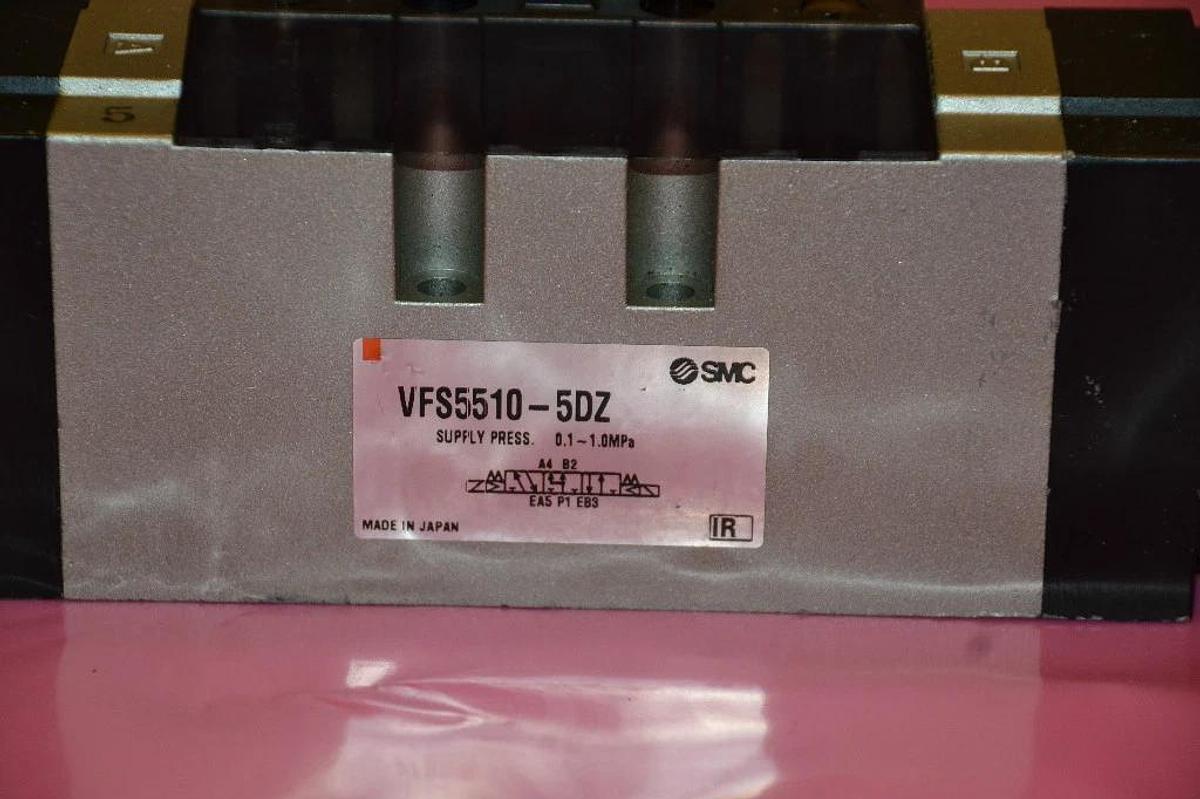 A
5
SMC
VFS5510-5DZ
SUPPLY PRESS. 0.1~1.0MPa
A4 B2
EA5 P1 EB3
MADE IN JAPAN
IR